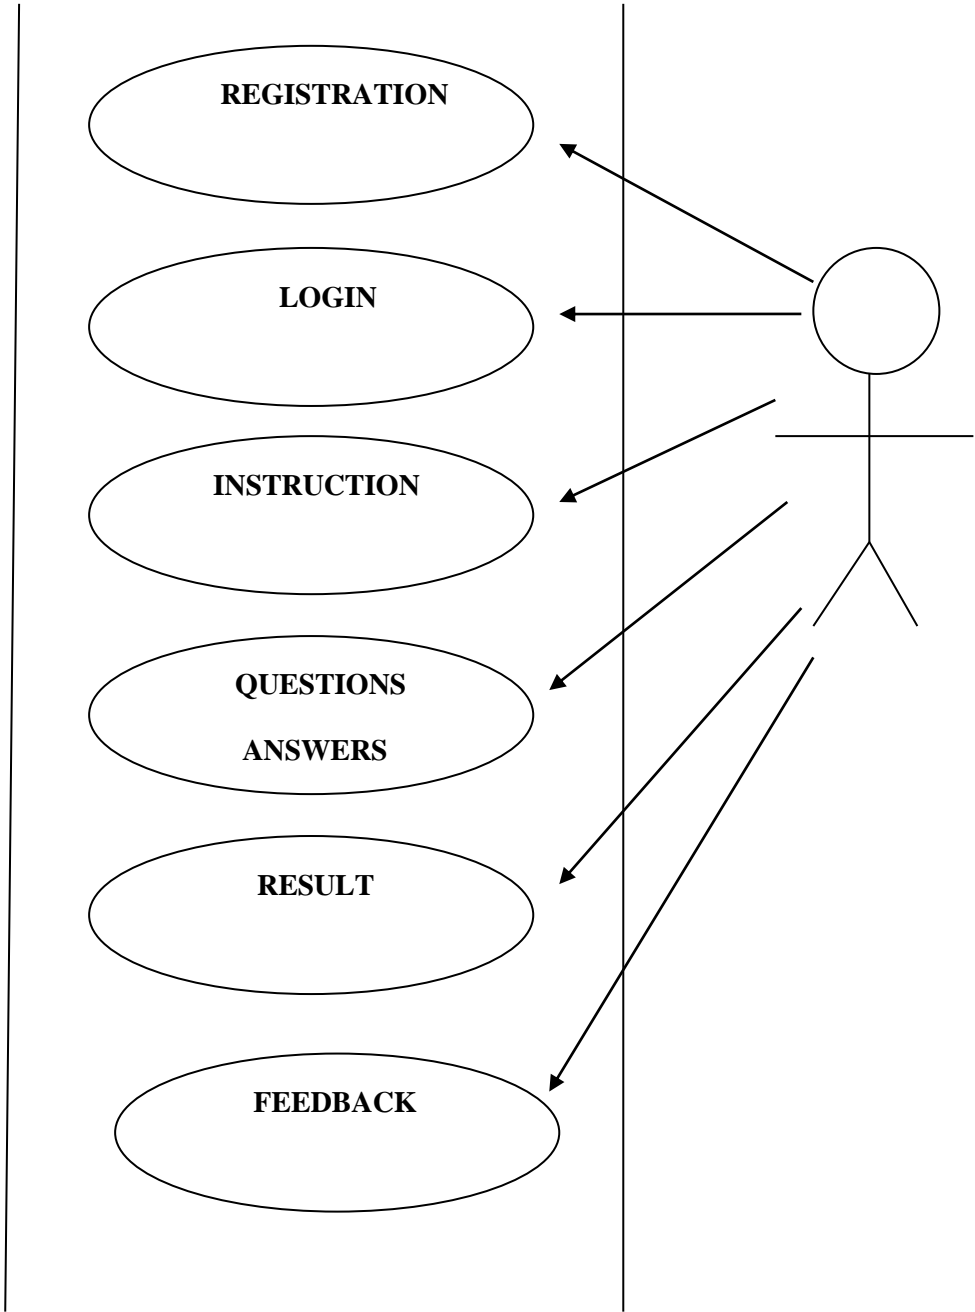 REGISTRATION
LOGIN
INSTRUCTION
QUESTIONS
ANSWERS
RESULT
FEEDBACK